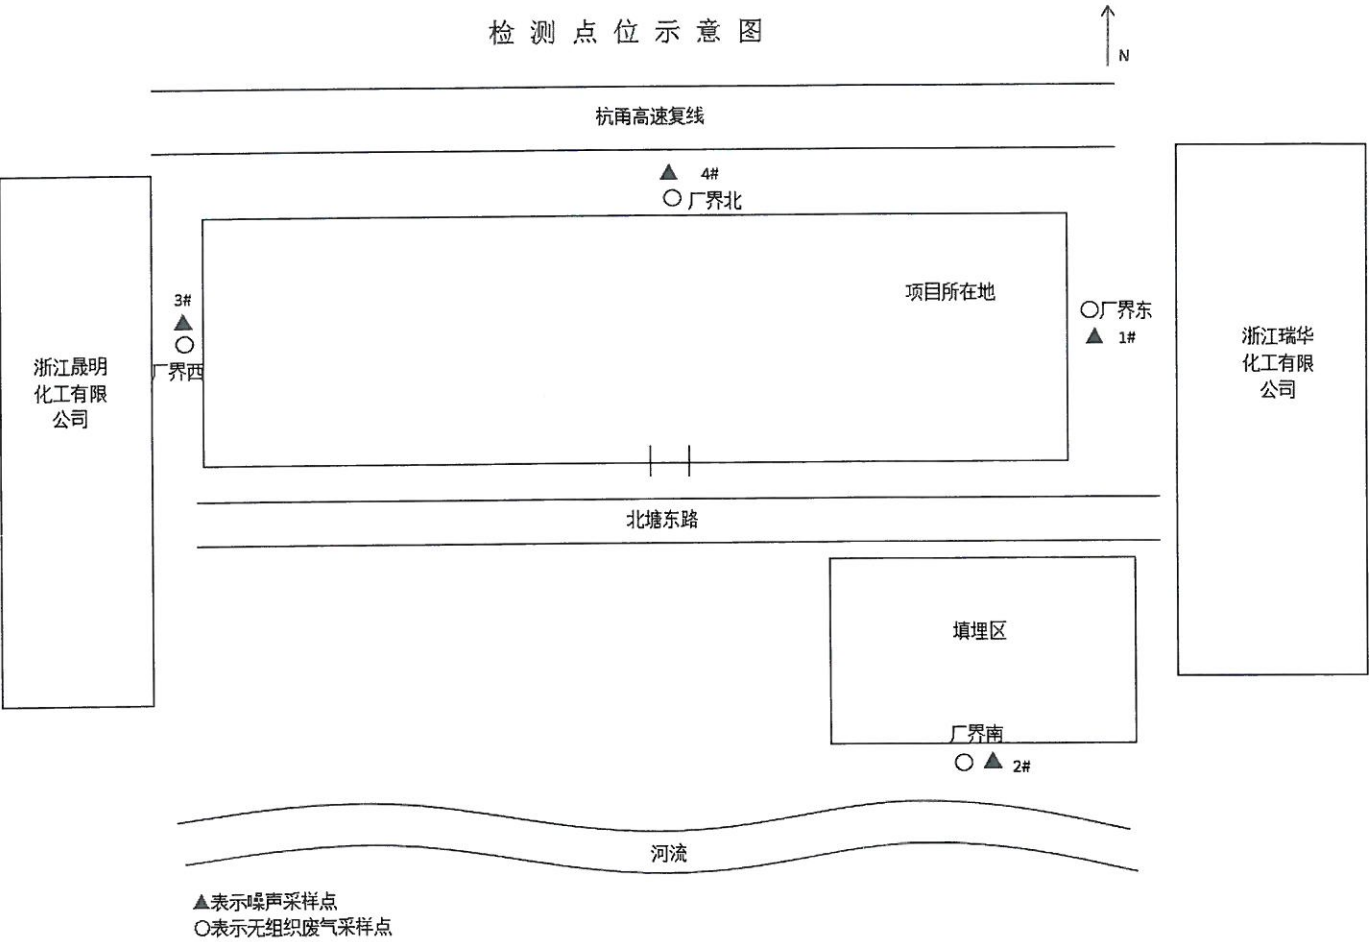 检测点位示意图
N
杭甬高速复线
4#
厂界北
项目所在地
3#
厂界西
厂界东
1#
浙江晟明
化工有限
公司
浙江瑞华
化工有限
公司
北塘东路
填埋区
厂界南
2#
河流
▲表示噪声采样点
○表示无组织废气采样点